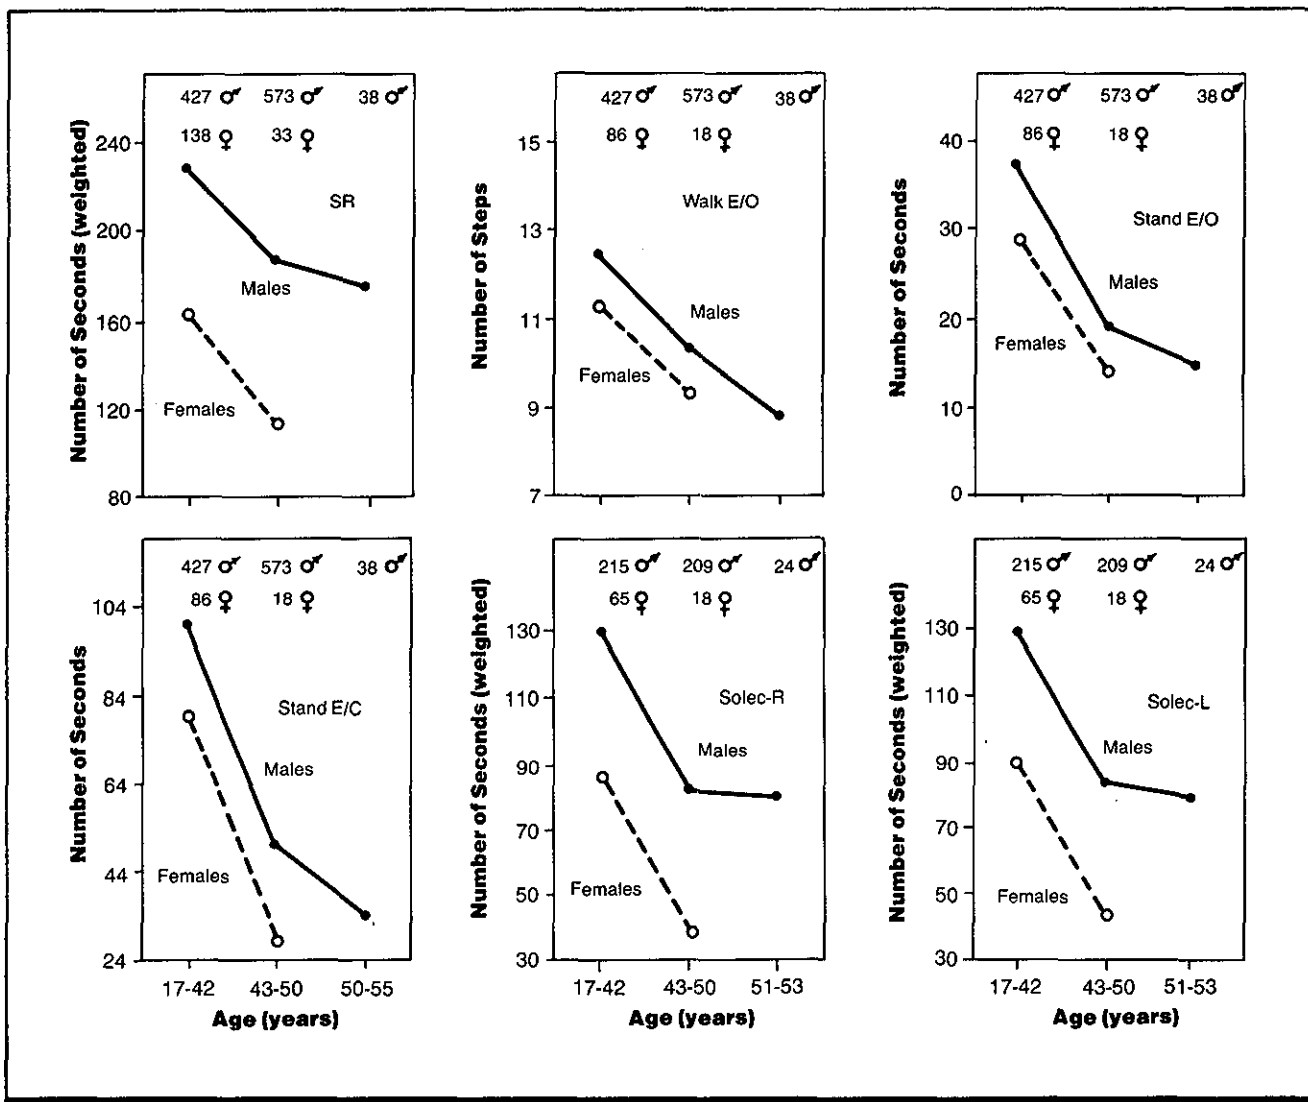 427 ♂ 573 ♂ 38 ♂
138 ♀ 33 ♀
SR
Males
Females
Number of Seconds (weighted)
240
200
160
120
80
427 ♂ 573 ♂ 38 ♂
86 ♀ 18 ♀
Walk E/O
Males
Females
Number of Steps
15
13
11
9
7
427 ♂ 573 ♂ 38 ♂
86 ♀ 18 ♀
Stand E/O
Males
Females
Number of Seconds
40
30
20
10
0
427 ♂ 573 ♂ 38 ♂
86 ♀ 18 ♀
Stand E/C
Males
Females
Number of Seconds
104
84
64
44
24
17-42 43-50 50-55
Age (years)
215 ♂ 209 ♂ 24 ♂
65 ♀ 18 ♀
Solec-R
Males
Females
Number of Seconds (weighted)
130
110
90
70
50
30
17-42 43-50 51-53
Age (years)
215 ♂ 209 ♂ 24 ♂
65 ♀ 18 ♀
Solec-L
Males
Females
Number of Seconds (weighted)
130
110
90
70
50
30
17-42 43-50 51-53
Age (years)